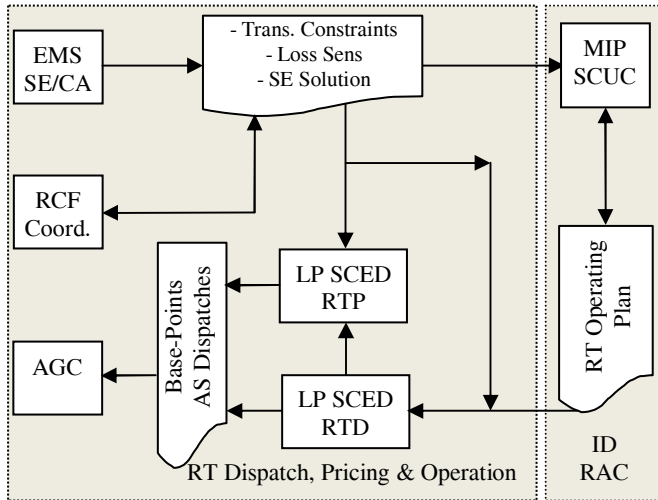 EMS
SE/CA
- Trans. Constraints
- Loss Sens
- SE Solution
MIP
SCUC
RCF
Coord.
LP SCED
RTP
Base-Points
AS Dispatches
RT Operating
Plan
AGC
LP SCED
RTD
RT Dispatch, Pricing & Operation
ID
RAC